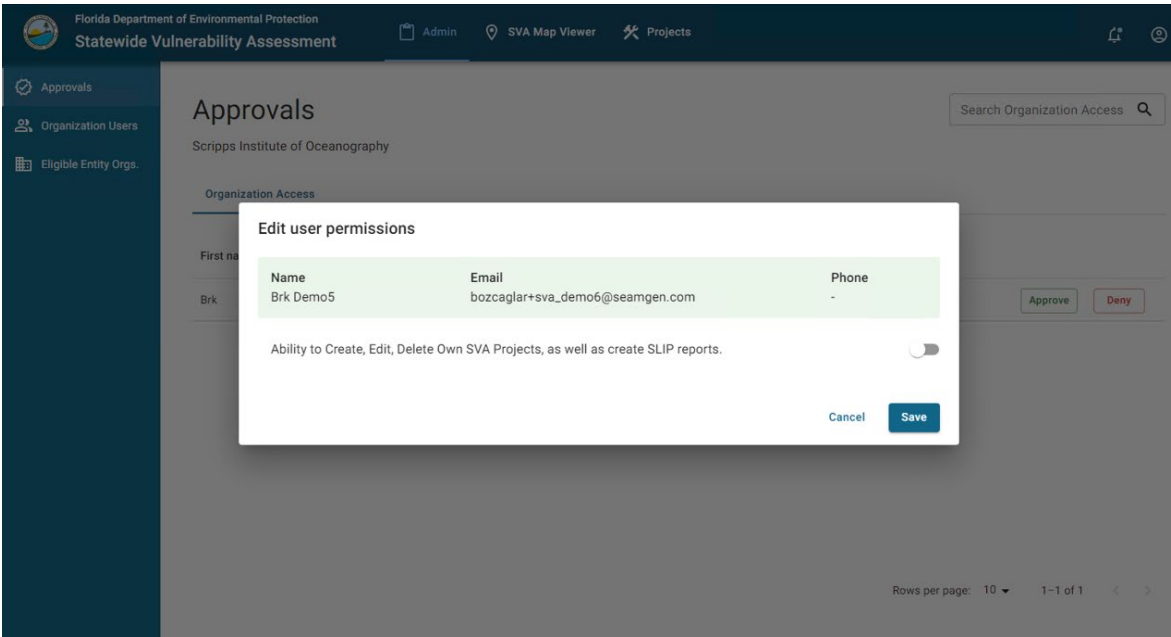 Florida Department of Environmental Protection
Statewide Vulnerability Assessment
Admin
SVA Map Viewer
Projects
Approvals
Organization Users
Eligible Entity Orgs.
Approvals
Search Organization Access
Scripps Institute of Oceanography
Organization Access
First na
Edit user permissions
Name Email Phone
Brk Demo5 bozcaglar+sva_demo6@seamgen.com -
Brk Approve Deny
Ability to Create, Edit, Delete Own SVA Projects, as well as create SLIP reports.
Cancel Save
Rows per page: 10 1–1 of 1